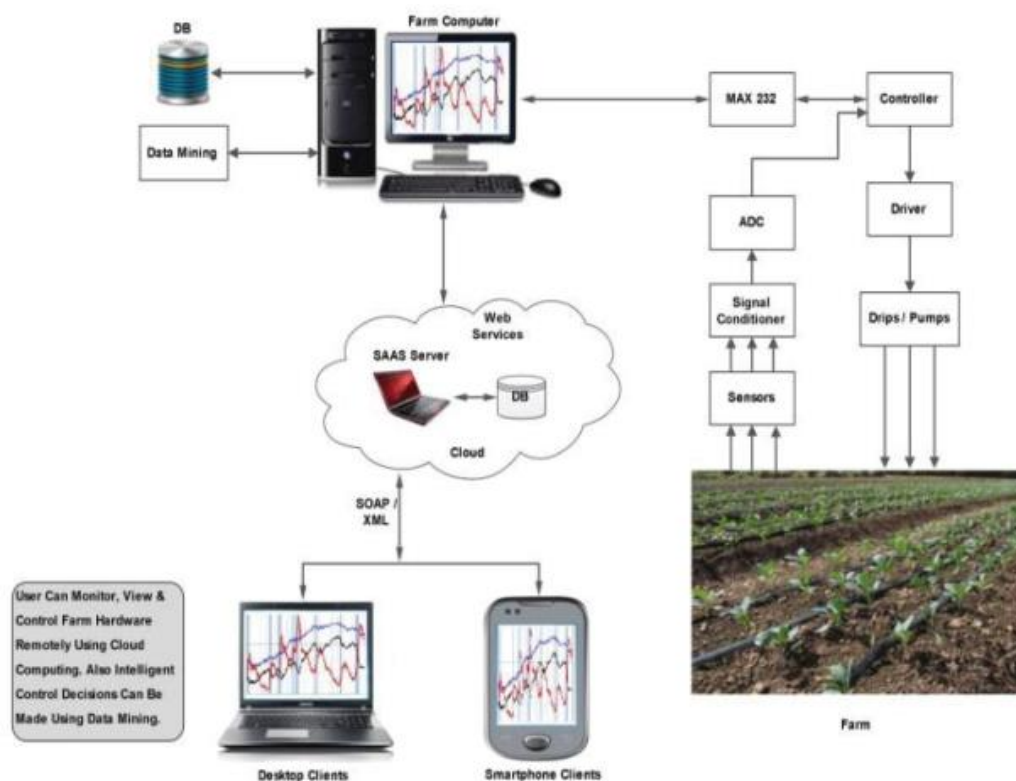 Farm Computer
DB
Data Mining
MAX 232
Controller
ADC
Driver
Signal
Conditioner
Drips / Pumps
Sensors
Web
Services
SAAS Server
DB
Cloud
SOAP /
XML
User Can Monitor, View &
Control Farm Hardware
Remotely Using Cloud
Computing. Also Intelligent
Control Decisions Can Be
Made Using Data Mining.
Desktop Clients
Smartphone Clients
Farm